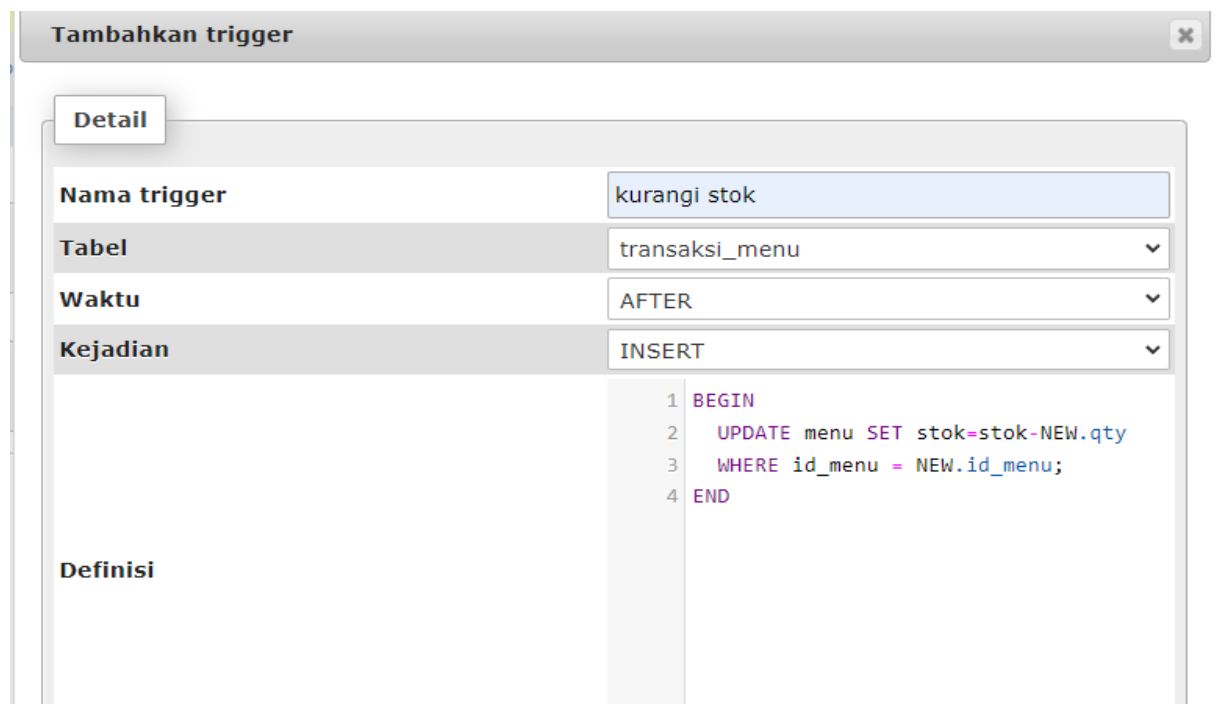 Tambahkan trigger
Detail
Nama trigger kurangi stok
Tabel transaksi_menu
Waktu AFTER
Kejadian INSERT
Definisi
1 BEGIN
2 UPDATE menu SET stok=stok-NEW.qty
3 WHERE id_menu = NEW.id_menu;
4 END